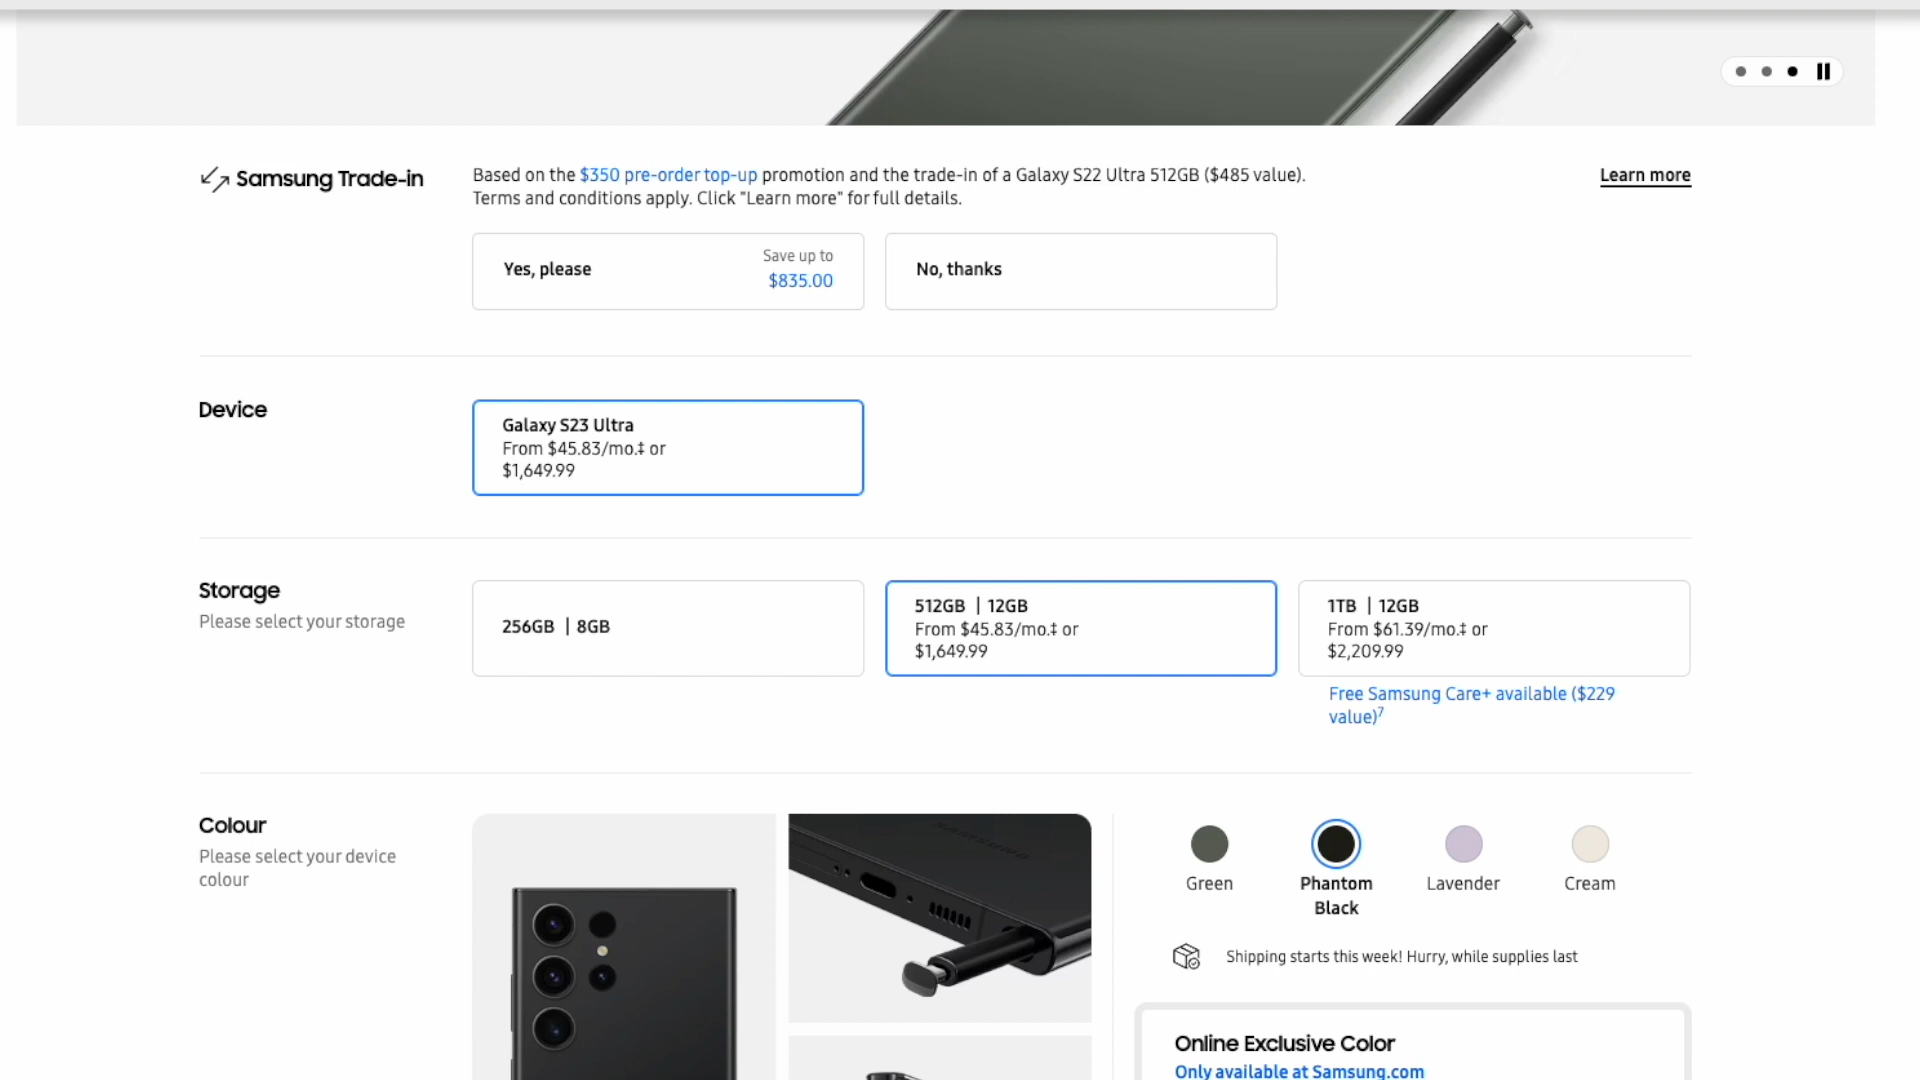 Samsung Trade-in
Based on the $350 pre-order top-up promotion and the trade-in of a Galaxy S22 Ultra 512GB ($485 value).
Terms and conditions apply. Click "Learn more" for full details.
Learn more
Yes, please
Save up to
$835.00
No, thanks
Device
Galaxy S23 Ultra
From $45.83/mo.‡ or
$1,649.99
Storage
Please select your storage
256GB | 8GB
512GB | 12GB
From $45.83/mo.‡ or
$1,649.99
1TB | 12GB
From $61.39/mo.‡ or
$2,209.99
Free Samsung Care+ available ($229
value)⁷
Colour
Please select your device
colour
SAMSUNG
Green
Phantom
Black
Lavender
Cream
Shipping starts this week! Hurry, while supplies last
Online Exclusive Color
Only available at Samsung.com